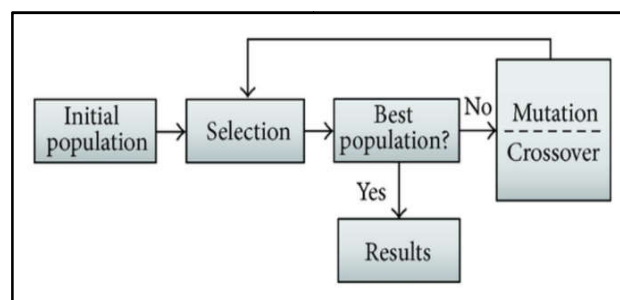 Initial
population
Selection
Best
population?
No
Mutation
Crossover
Yes
Results